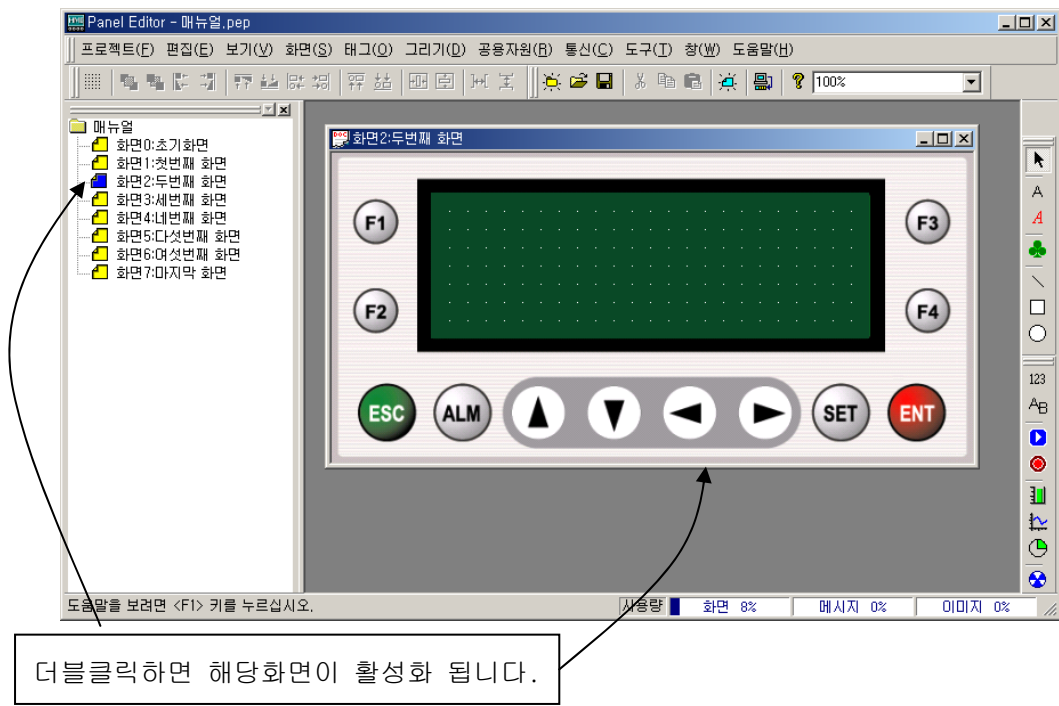 Panel Editor - 매뉴얼.pep
프로젝트(F) 편집(E) 보기(V) 화면(S) 태그(O) 그리기(D) 공용자원(R) 통신(C) 도구(T) 창(W) 도움말(H)
100%
매뉴얼
화면0:초기화면
화면1:첫번째 화면
화면2:두번째 화면
화면3:세번째 화면
화면4:네번째 화면
화면5:다섯번째 화면
화면6:여섯번째 화면
화면7:마지막 화면
화면2:두번째 화면
F1
F3
F2
F4
ESC
ALM
SET
ENT
A
A
123
AB
도움말을 보려면 <F1> 키를 누르십시오.
사용량 화면 8% 메시지 0% 이미지 0%
더블클릭하면 해당화면이 활성화 됩니다.